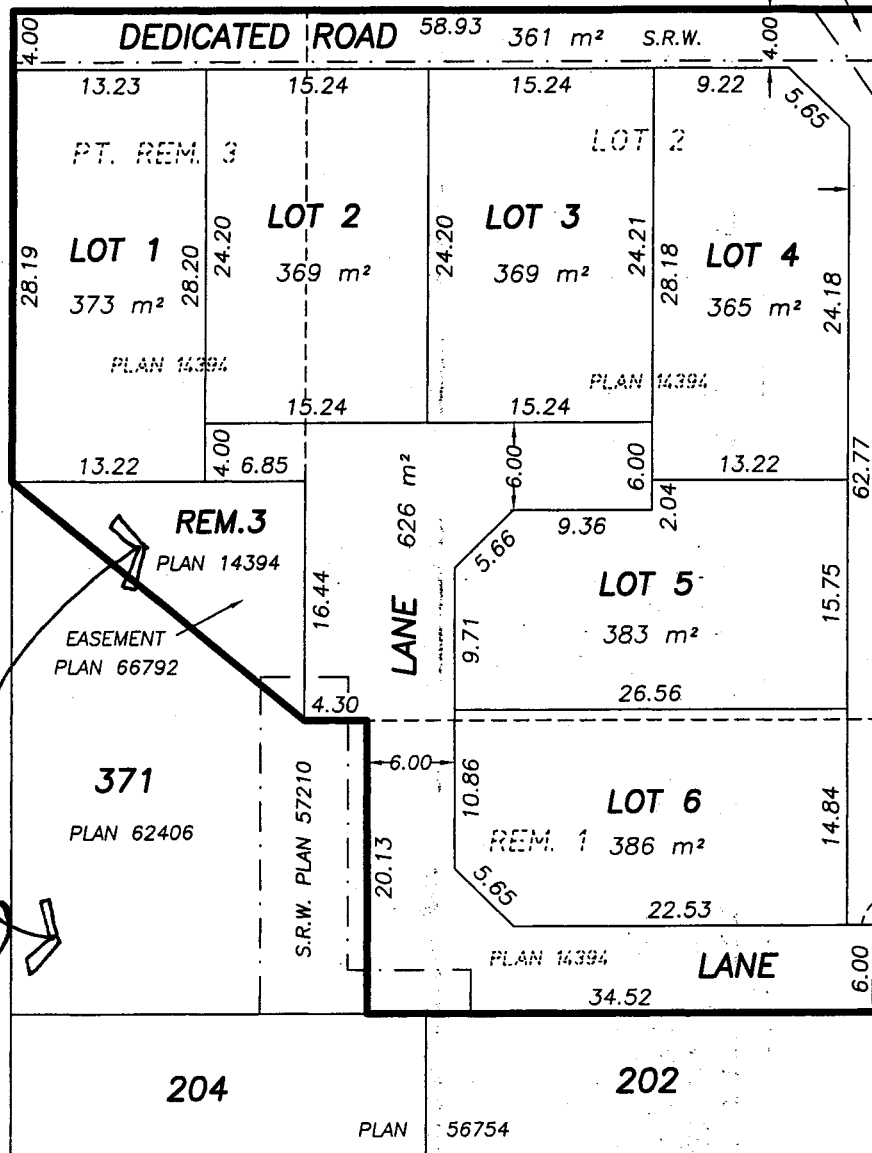 4.00
DEDICATED ROAD 58.93 361 m² S.R.W.
4.00
13.23 15.24 15.24 9.22
5.65
PT. REM. 3
LOT 2
28.19
LOT 1
373 m²
28.20
24.20
LOT 2
369 m²
24.20
LOT 3
369 m²
24.21
28.18
LOT 4
365 m²
24.18
PLAN 14394
PLAN 14394
15.24 15.24
13.22
4.00
6.85
626 m²
6.00
6.00
13.22
62.77
2.04
9.36
5.66
REM.3
PLAN 14394
16.44
LANE
9.71
LOT 5
383 m²
15.75
EASEMENT
PLAN 66792
26.56
4.30
6.00
371
PLAN 62406
S.R.W. PLAN 57210
20.13
10.86
LOT 6
REM. 1 386 m²
14.84
5.65
22.53
PLAN 14394
LANE
6.00
34.52
204
202
PLAN 56754